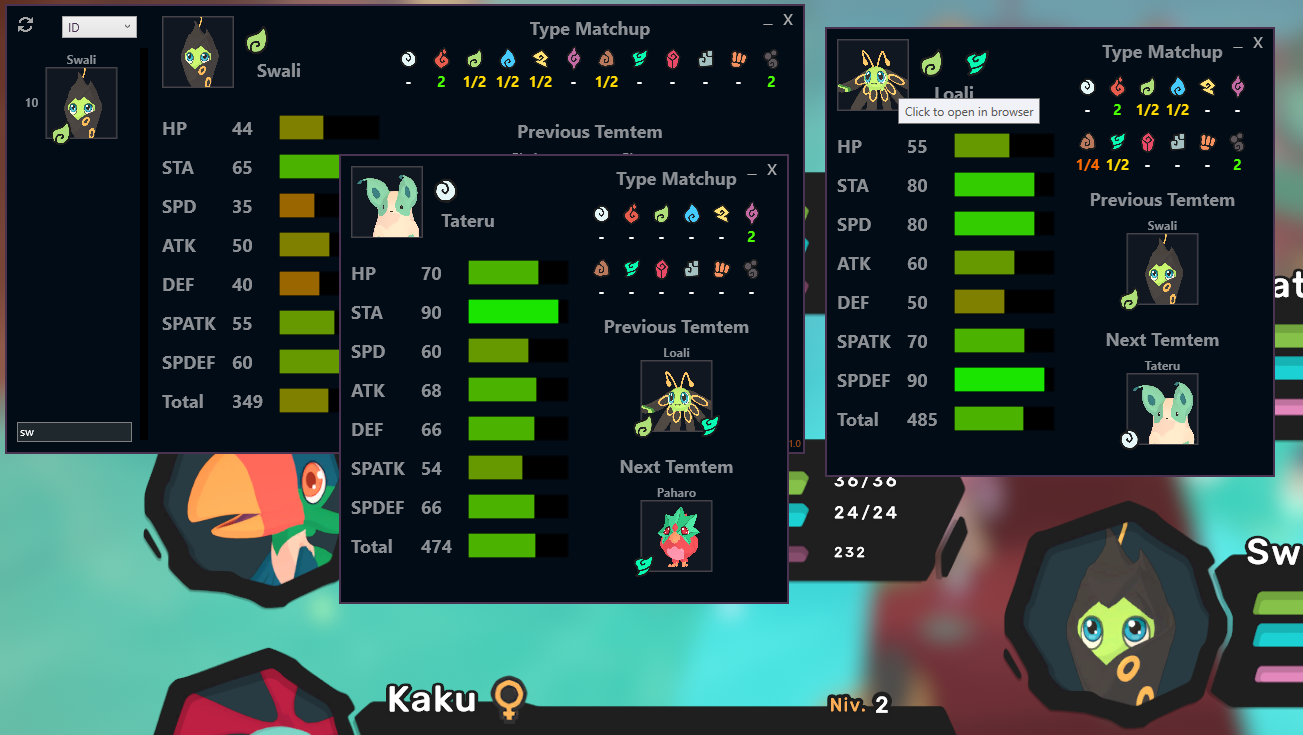 ID
Swali
10
sw
Swali
Type Matchup
_ X
- 2 1/2 1/2 1/2 - 1/2 - - - - 2
HP 44
STA 65
SPD 35
ATK 50
DEF 40
SPATK 55
SPDEF 60
Total 349
Previous Temtem
1.0
Tateru
Type Matchup
_ X
- - - - - 2
- - - - - -
HP 70
STA 90
SPD 60
ATK 68
DEF 66
SPATK 54
SPDEF 66
Total 474
Previous Temtem
Loali
Next Temtem
Paharo
Loali
Click to open in browser
Type Matchup
_ X
- 2 1/2 1/2 - -
1/4 1/2 - - - 2
HP 55
STA 80
SPD 80
ATK 60
DEF 50
SPATK 70
SPDEF 90
Total 485
Previous Temtem
Swali
Next Temtem
Tateru
at
36/36
24/24
232
Sw
Kaku
Niv. 2